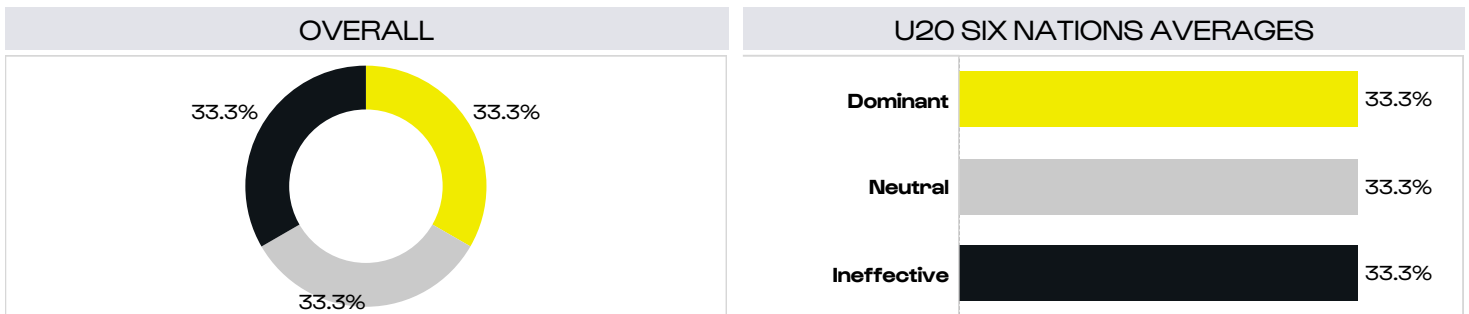 OVERALL
33.3%
33.3%
33.3%
U20 SIX NATIONS AVERAGES
Dominant
33.3%
Neutral
33.3%
Ineffective
33.3%